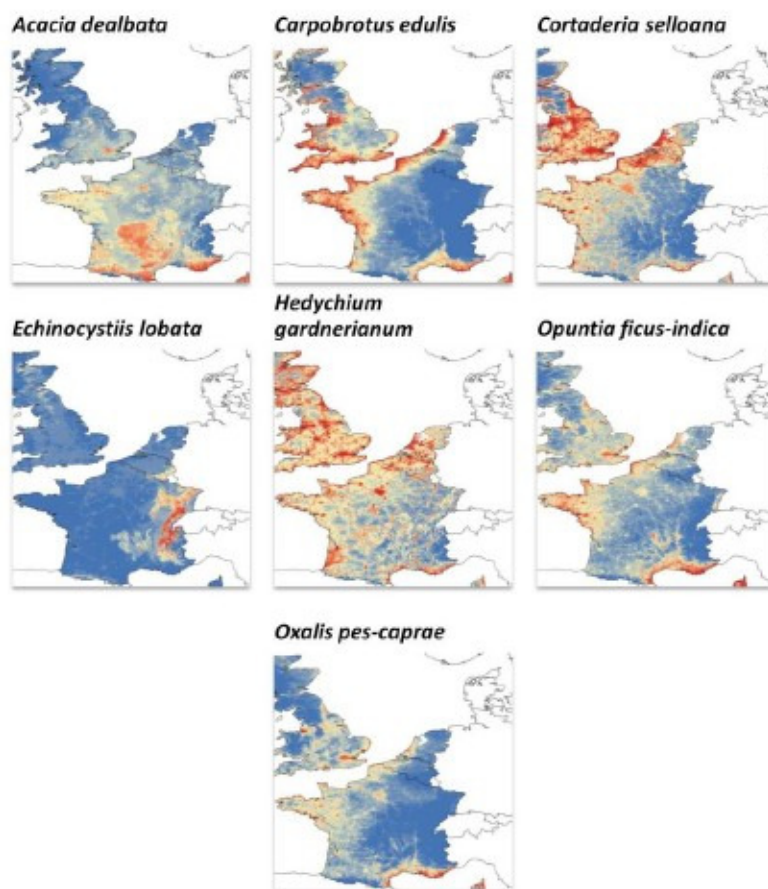 Acacia dealbata
Carpobrotus edulis
Cortaderia selloana
Echinocystiis lobata
Hedychium
gardnerianum
Opuntia ficus-indica
Oxalis pes-caprae